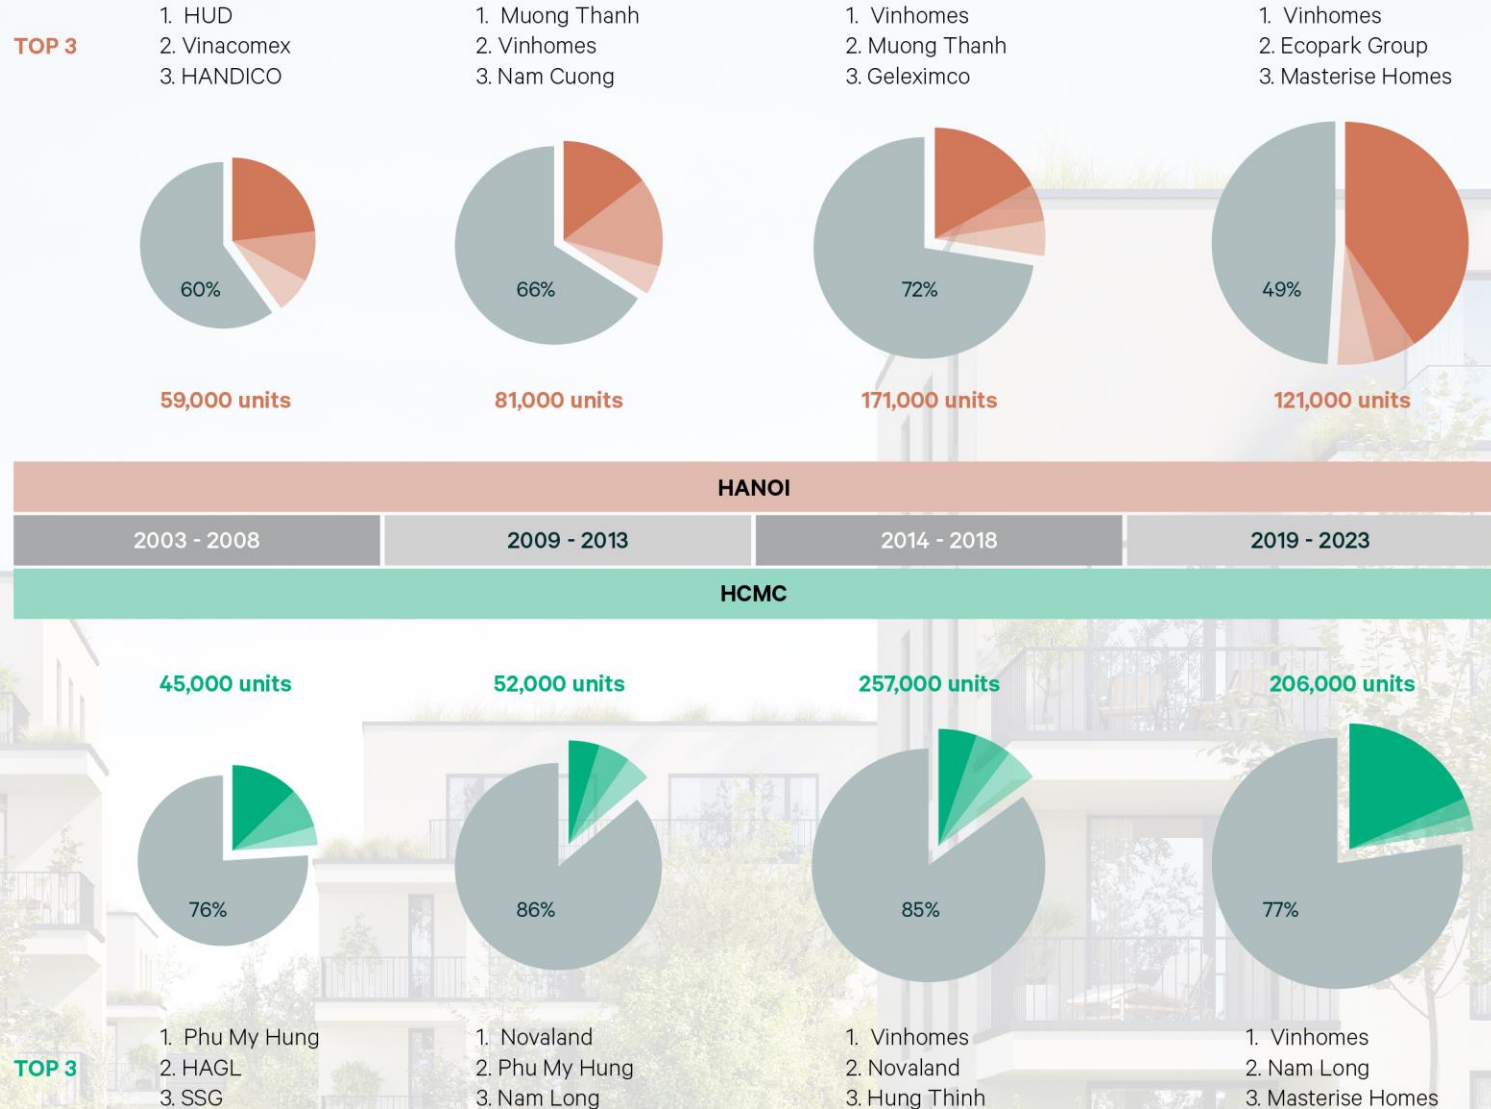 TOP 3
1. HUD
2. Vinacomex
3. HANDICO
1. Muong Thanh
2. Vinhomes
3. Nam Cuong
1. Vinhomes
2. Muong Thanh
3. Geleximco
1. Vinhomes
2. Ecopark Group
3. Masterise Homes
60%
66%
72%
49%
59,000 units
81,000 units
171,000 units
121,000 units
HANOI
2003 - 2008
2009 - 2013
2014 - 2018
2019 - 2023
HCMC
45,000 units
52,000 units
257,000 units
206,000 units
76%
86%
85%
77%
TOP 3
1. Phu My Hung
2. HAGL
3. SSG
1. Novaland
2. Phu My Hung
3. Nam Long
1. Vinhomes
2. Novaland
3. Hung Thinh
1. Vinhomes
2. Nam Long
3. Masterise Homes